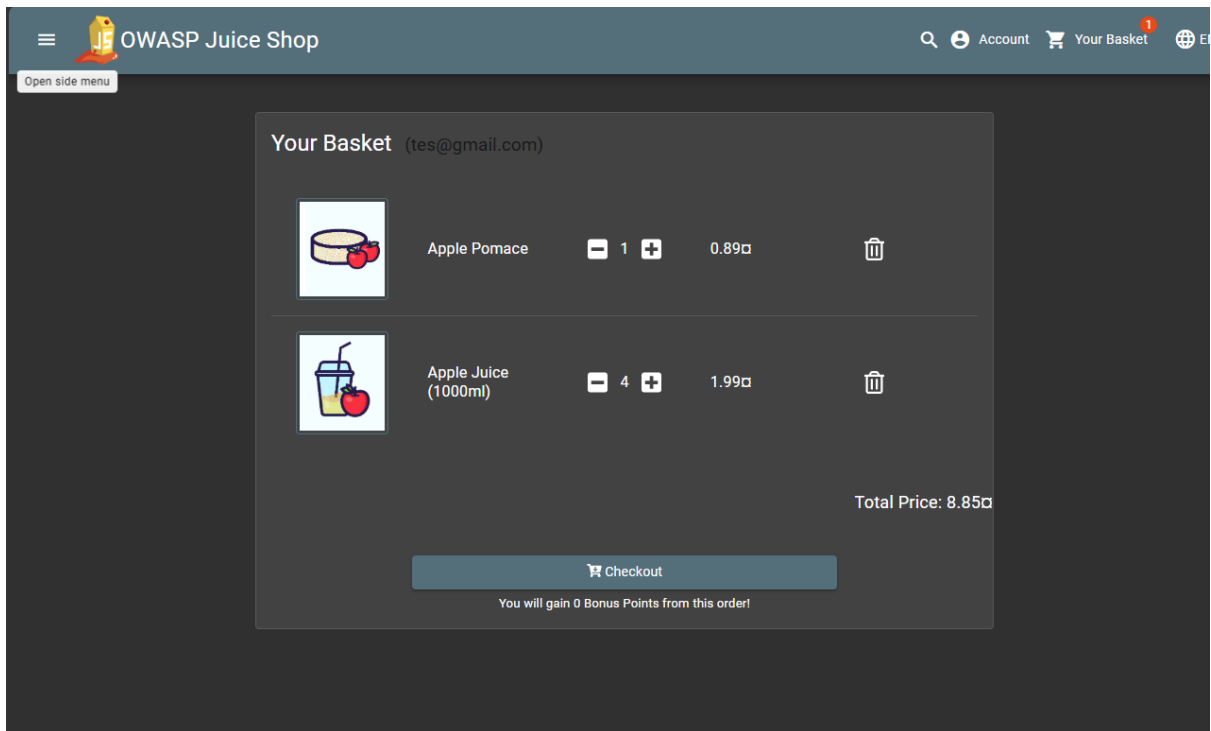 OWASP Juice Shop
Account
Your Basket
1
EN
Open side menu
Your Basket (tes@gmail.com)
Apple Pomace 1 0.89¤
Apple Juice
(1000ml) 4 1.99¤
Total Price: 8.85¤
Checkout
You will gain 0 Bonus Points from this order!